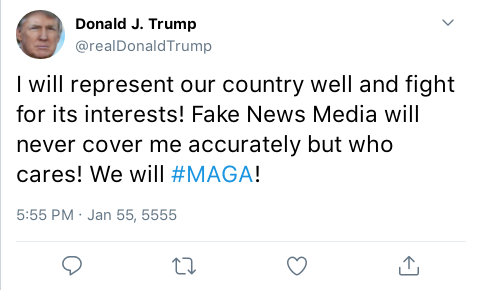 Donald J. Trump
@realDonaldTrump
I will represent our country well and fight
for its interests! Fake News Media will
never cover me accurately but who
cares! We will #MAGA!
5:55 PM · Jan 55, 5555